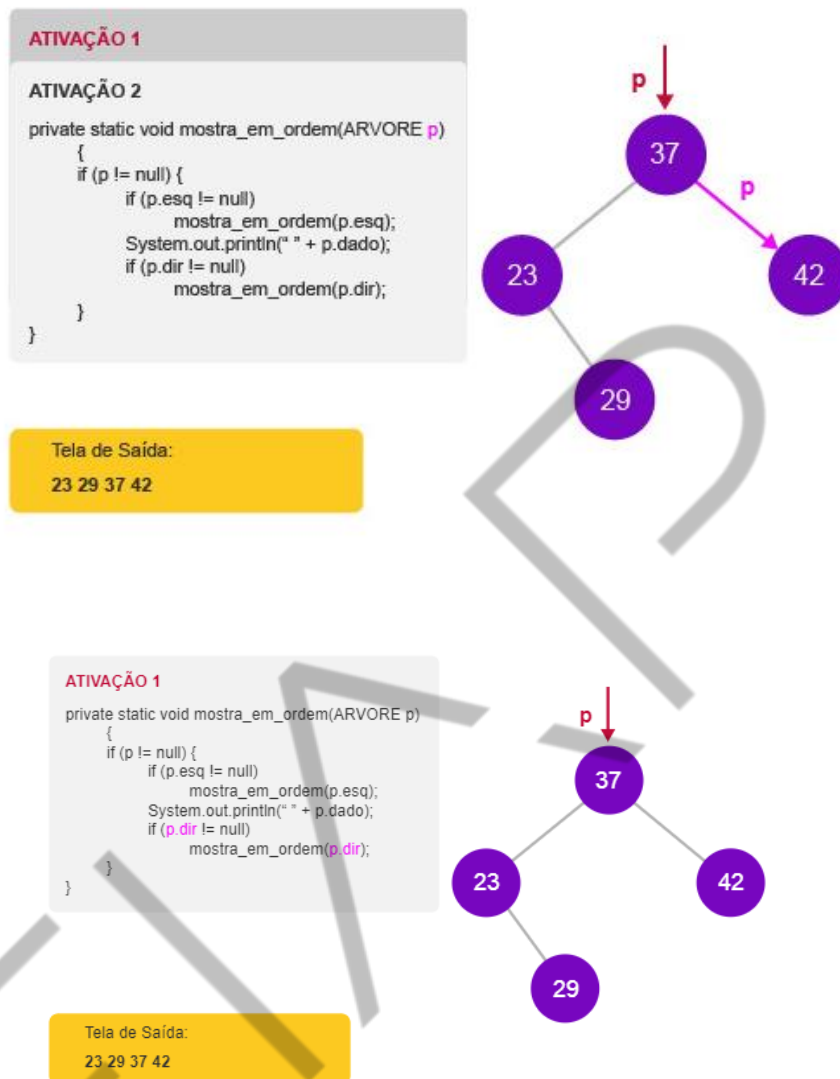 ATIVAÇÃO 1
ATIVAÇÃO 2
private static void mostra_em_ordem(ARVORE p)
{
if (p != null) {
if (p.esq != null)
mostra_em_ordem(p.esq);
System.out.println(“ ” + p.dado);
if (p.dir != null)
mostra_em_ordem(p.dir);
}
}
p
37
p
23
42
29
Tela de Saída:
23 29 37 42
ATIVAÇÃO 1
private static void mostra_em_ordem(ARVORE p)
{
if (p != null) {
if (p.esq != null)
mostra_em_ordem(p.esq);
System.out.println(“ ” + p.dado);
if (p.dir != null)
mostra_em_ordem(p.dir);
}
}
p
37
23
42
29
Tela de Saída:
23 29 37 42